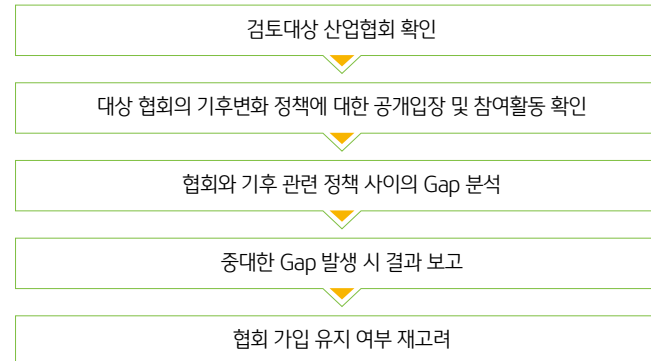 검토대상 산업협회 확인
대상 협회의 기후변화 정책에 대한 공개입장 및 참여활동 확인
협회와 기후 관련 정책 사이의 Gap 분석
중대한 Gap 발생 시 결과 보고
협회 가입 유지 여부 재고려